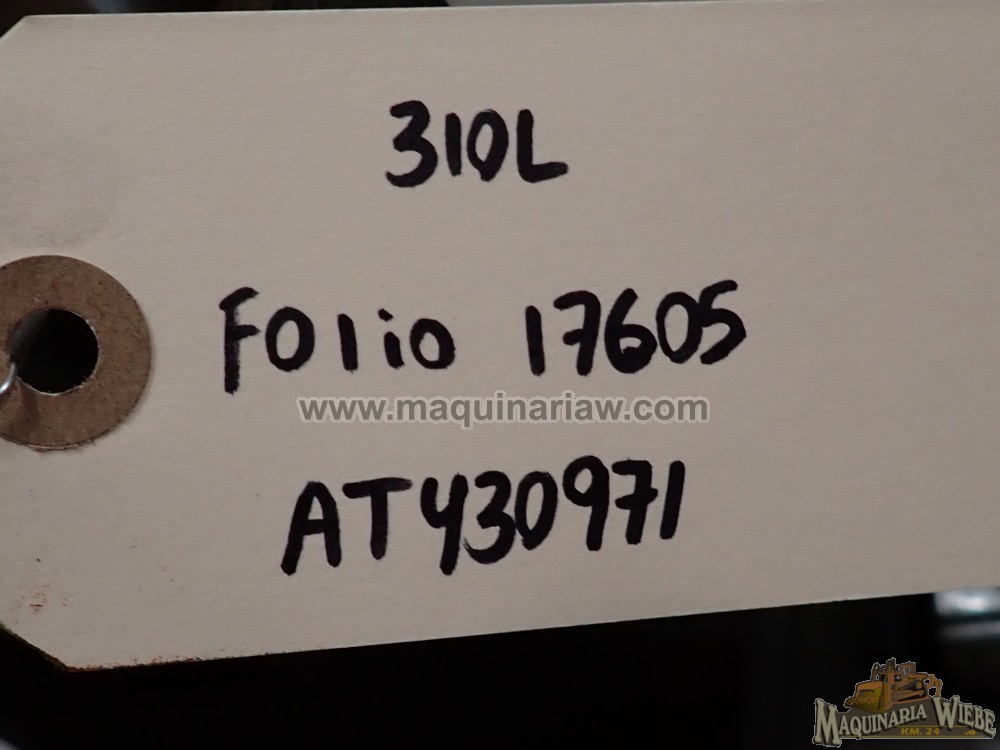 310L
Folio 17605
www.maquinariaw.com
AT430971
MAQUINARIA WIEBE
KM. 24